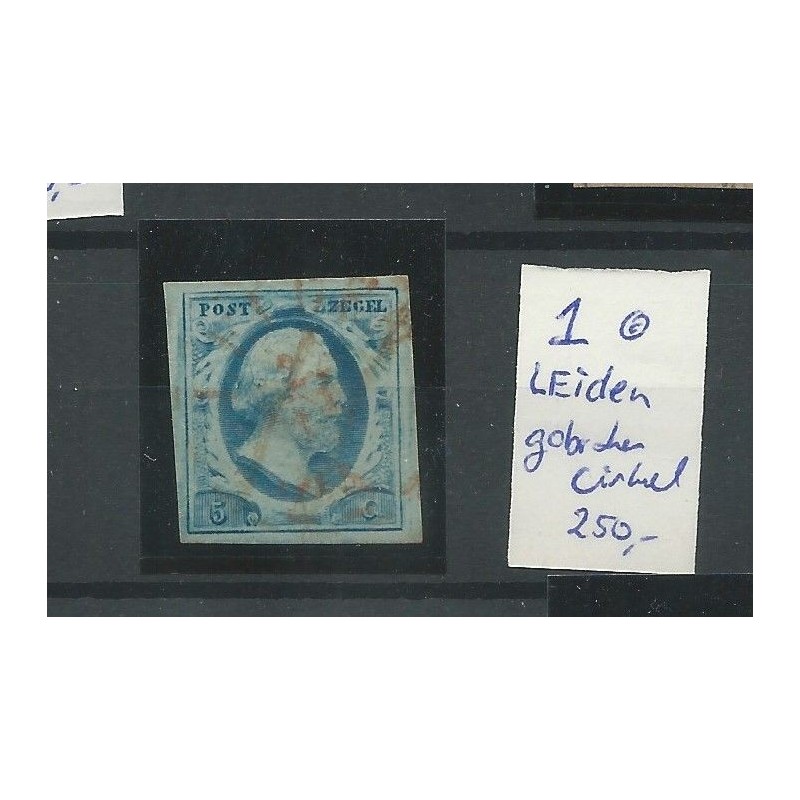 POST ZEGEL
5 C
1
LEiden
gebroken
cirkel
250,-